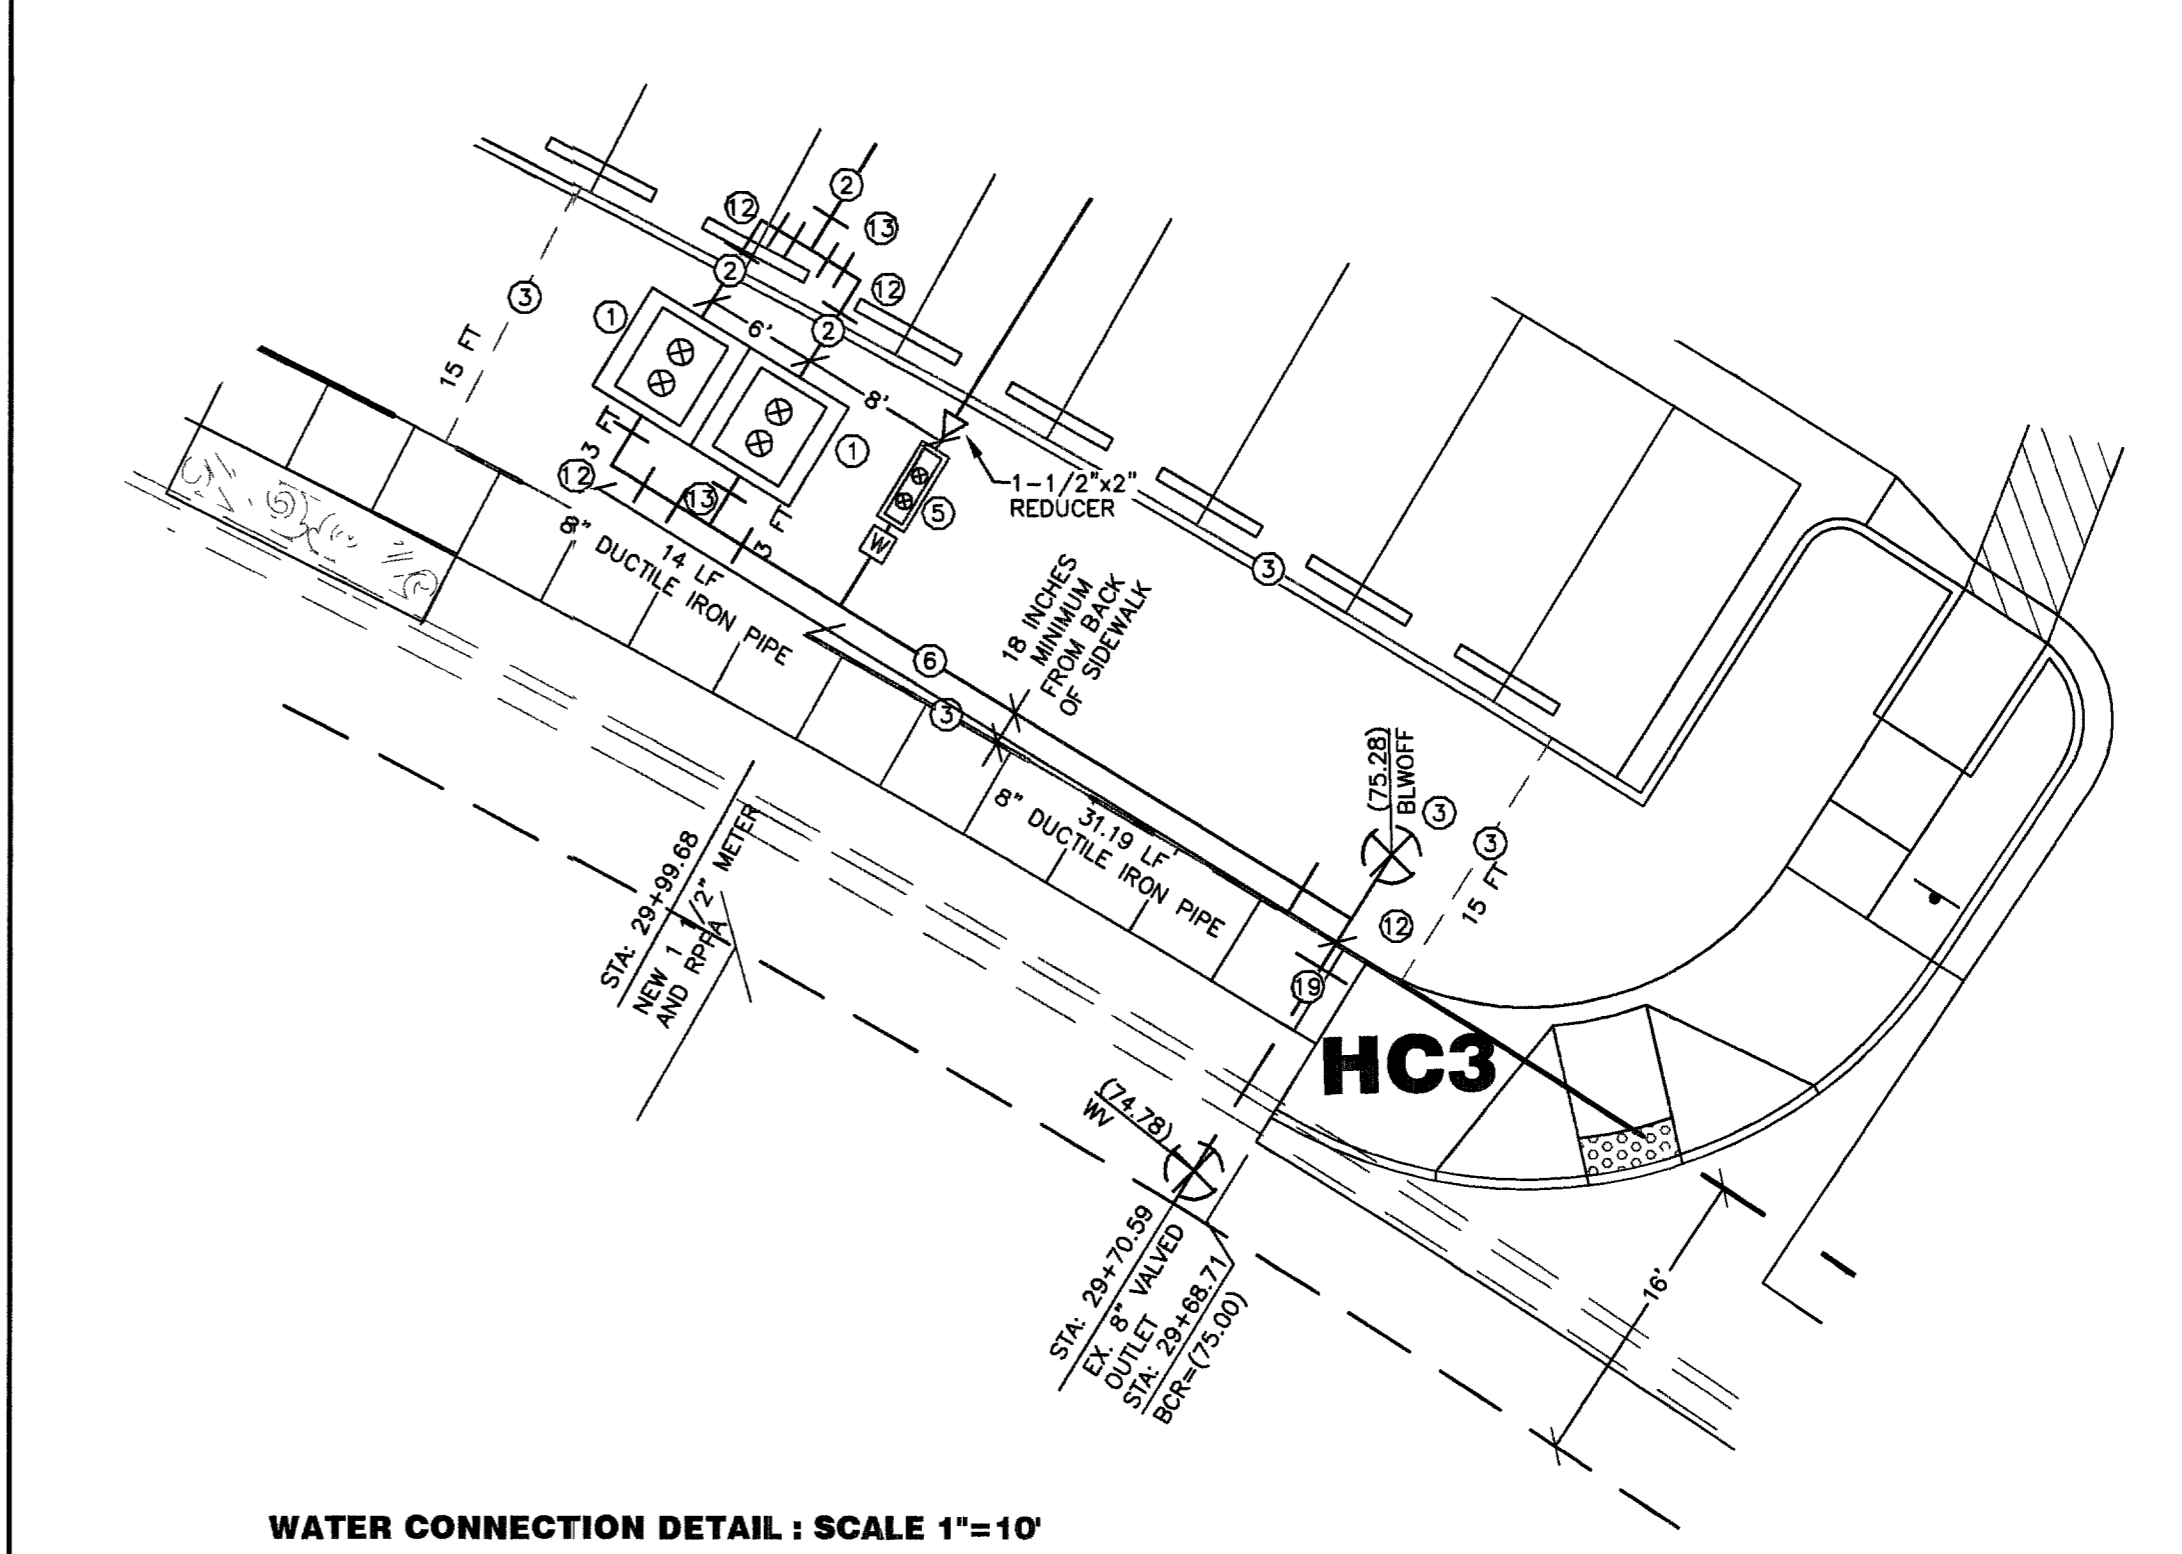 2
12
13
2
12
3
1
6'
2
15 FT
8'
3 FT
1
1-1/2"x2"
REDUCER
12
13
5
3 FT
W
14 LF
8" DUCTILE IRON PIPE
3
18 INCHES
MINIMUM
FROM BACK
OF SIDEWALK
6
3
(75.28)
BLWOFF
3
3
15 FT
31.19 LF
8" DUCTILE IRON PIPE
12
19
STA: 29+99.68
NEW 1 1/2" METER
AND RPPA
HC3
(74.78)
WV
STA: 29+70.59
EX. 8" VALVED
OUTLET
STA: 29+68.71
BCR=(75.00)
16'
WATER CONNECTION DETAIL : SCALE 1"=10'